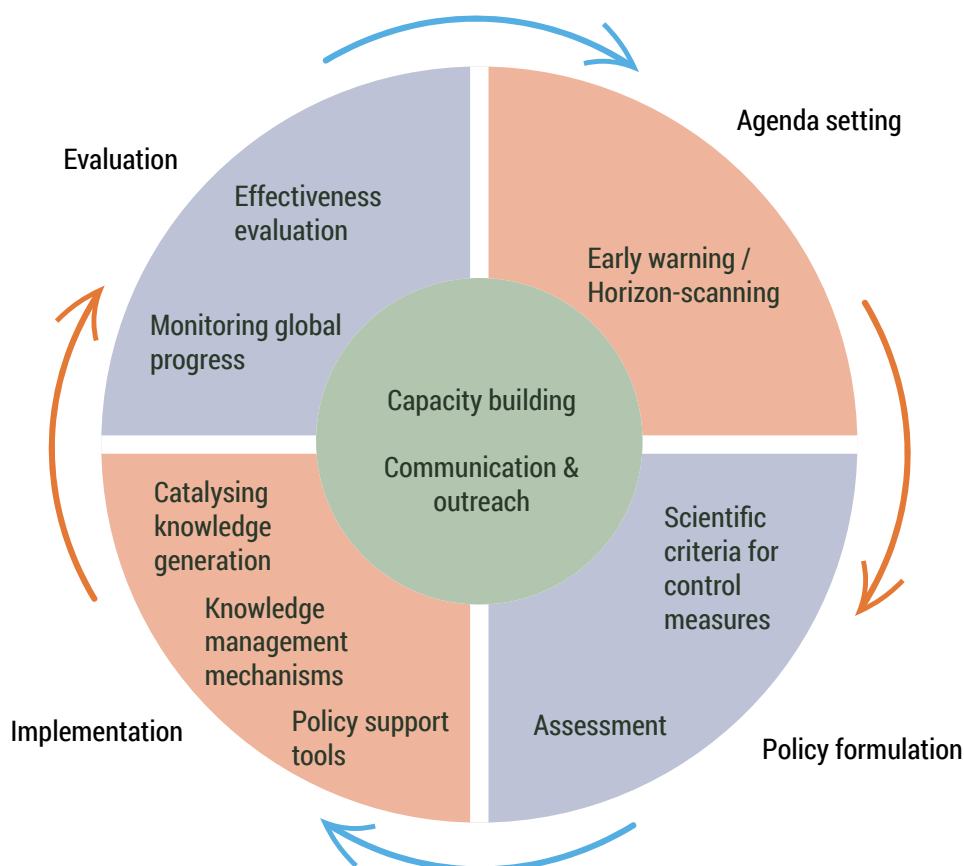 Agenda setting
Evaluation
Effectiveness
evaluation
Early warning /
Horizon-scanning
Monitoring global
progress
Capacity building
Communication &
outreach
Catalysing
knowledge
generation
Scientific
criteria for
control
measures
Knowledge
management
mechanisms
Policy support
tools
Assessment
Implementation
Policy formulation